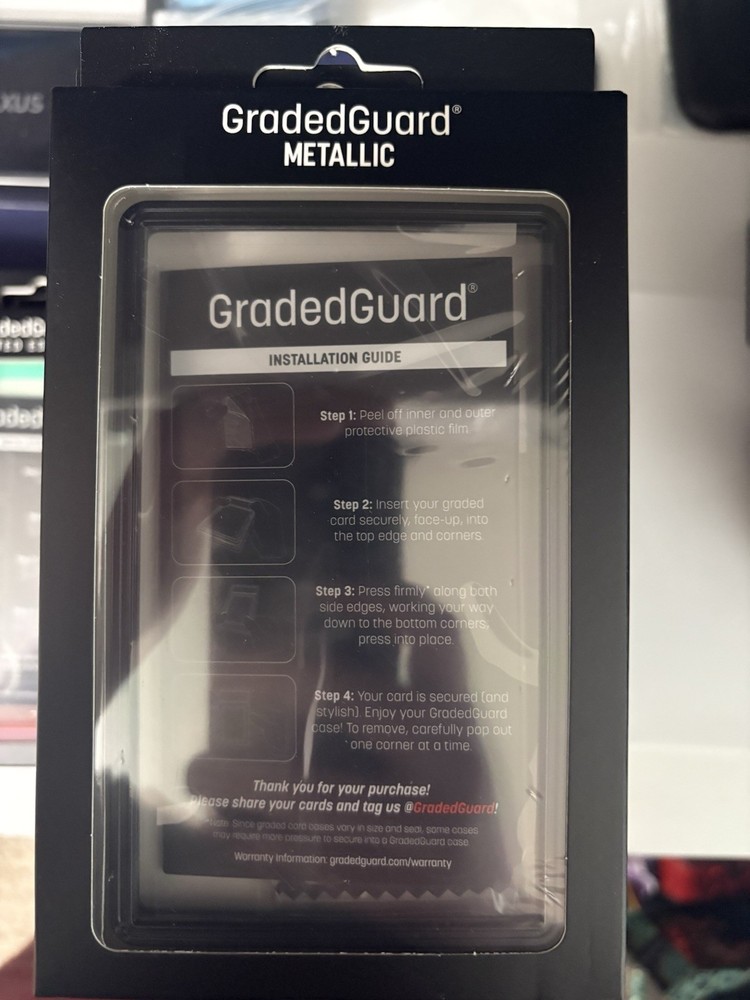 GradedGuard®
METALLIC
XUS
GradedGuard®
INSTALLATION GUIDE
Step 1: Peel off inner and outer
protective plastic film.
Step 2: Insert your graded
card securely, face-up, into
the top edge and corners.
Step 3: Press firmly* along both
side edges, working your way
down to the bottom corners,
press into place.
Step 4: Your card is secured (and
stylish). Enjoy your GradedGuard
case! To remove, carefully pop out
one corner at a time.
Thank you for your purchase!
Please share your cards and tag us @GradedGuard!
*Note: Since graded card cases vary in size and seal, some cases
may require more pressure to secure into a GradedGuard case
Warranty information: gradedguard.com/warranty